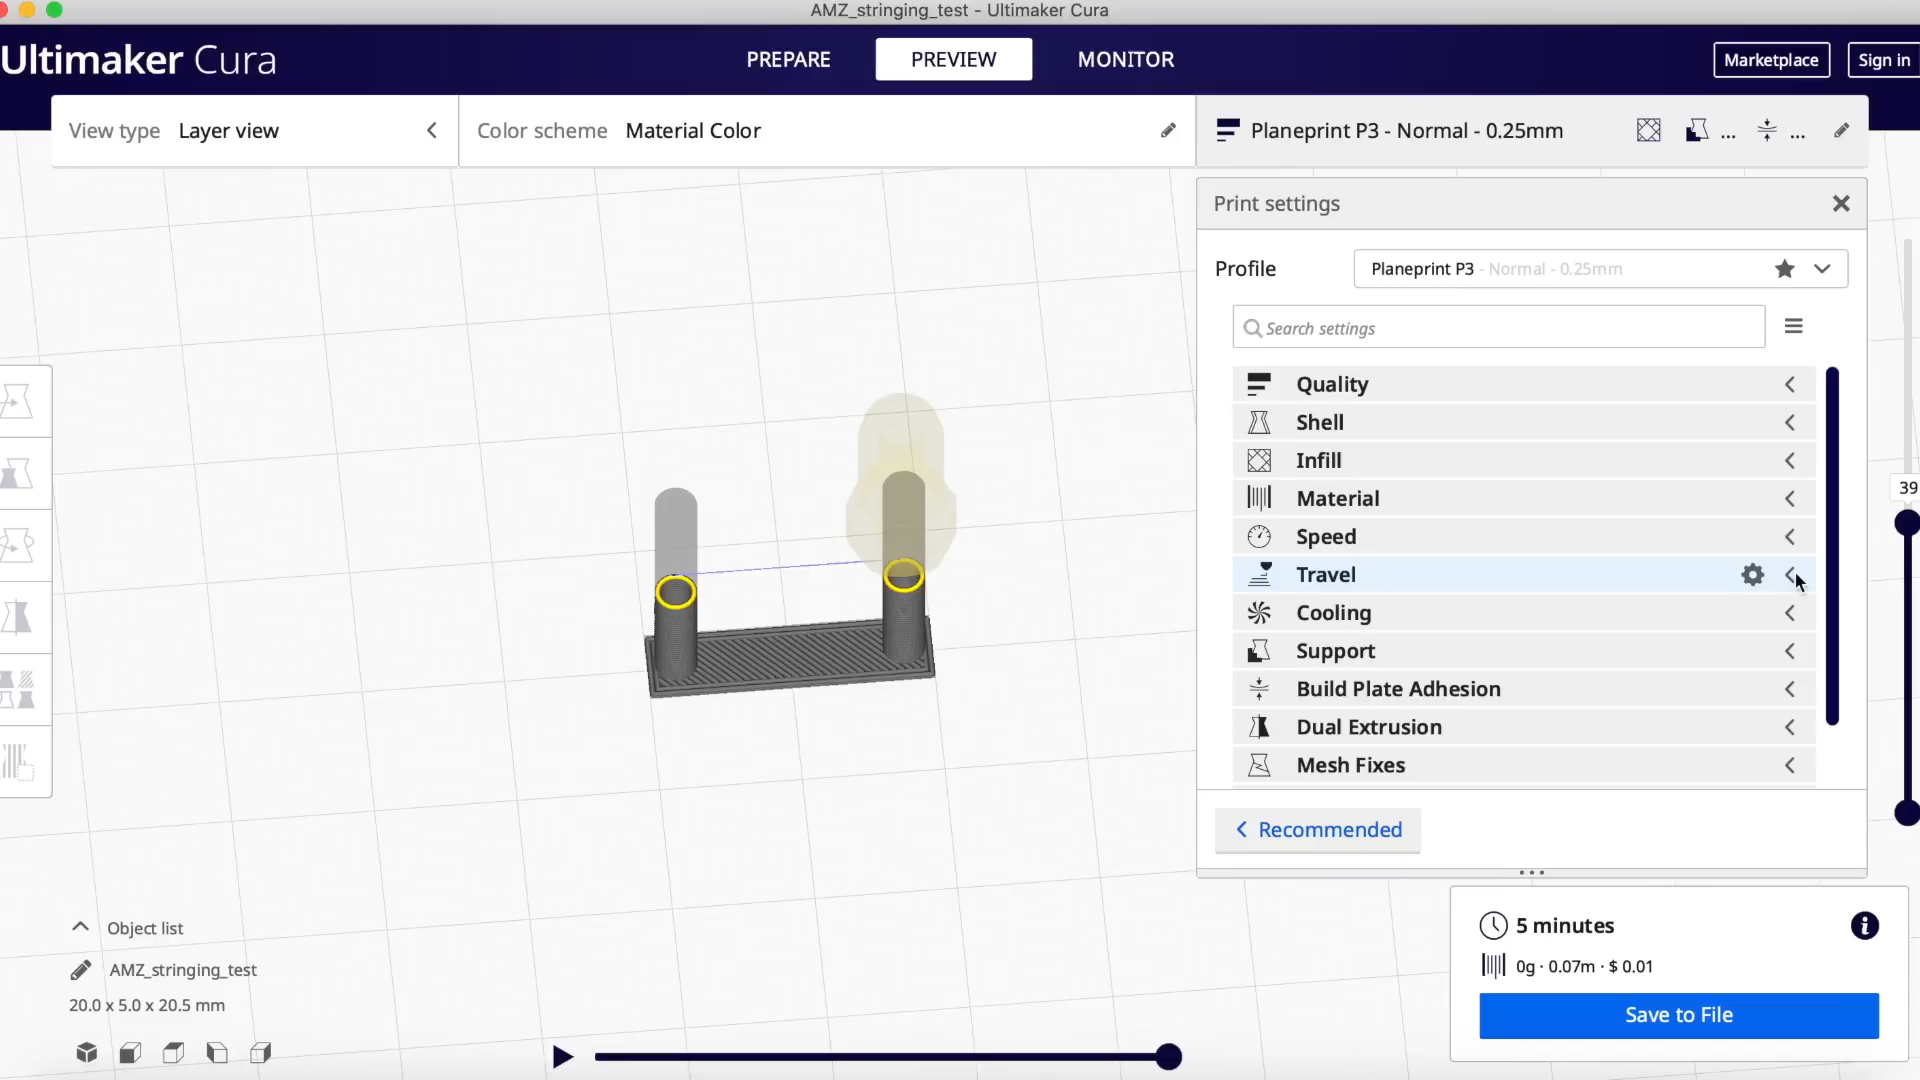 AMZ_stringing_test - Ultimaker Cura
Ultimaker Cura
PREPARE
PREVIEW
MONITOR
Marketplace
Sign in
View type Layer view
Color scheme Material Color
Planeprint P3 - Normal - 0.25mm
...
...
Print settings
Profile
Planeprint P3 - Normal - 0.25mm
Search settings
Quality
Shell
Infill
Material
Speed
Travel
Cooling
Support
Build Plate Adhesion
Dual Extrusion
Mesh Fixes
Recommended
39
Object list
AMZ_stringing_test
20.0 x 5.0 x 20.5 mm
5 minutes
0g · 0.07m · $ 0.01
Save to File